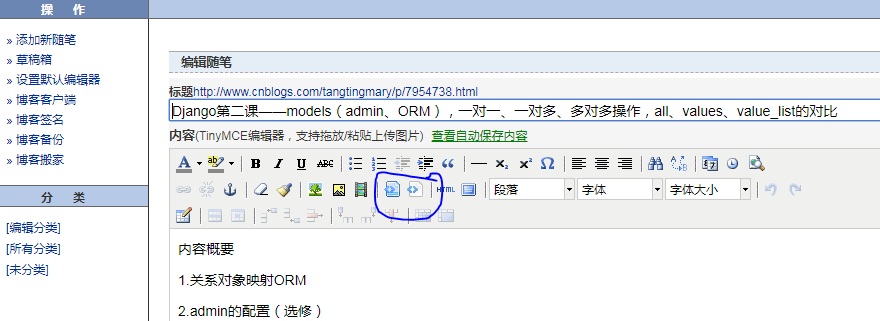 操 作
» 添加新随笔
» 草稿箱
» 设置默认编辑器
» 博客客户端
» 博客签名
» 博客备份
» 博客搬家
分 类
[编辑分类]
[所有分类]
[未分类]
编辑随笔
标题http://www.cnblogs.com/tangtingmary/p/7954738.html
Django第二课——models（admin、ORM），一对一、一对多、多对多操作，all、values、value_list的对比
内容(TinyMCE编辑器，支持拖放/粘贴上传图片) 查看自动保存内容
A ab B I U ABC x₂ x² Ω
HTML 段落 字体 字体大小
内容概要
1.关系对象映射ORM
2.admin的配置（选修）